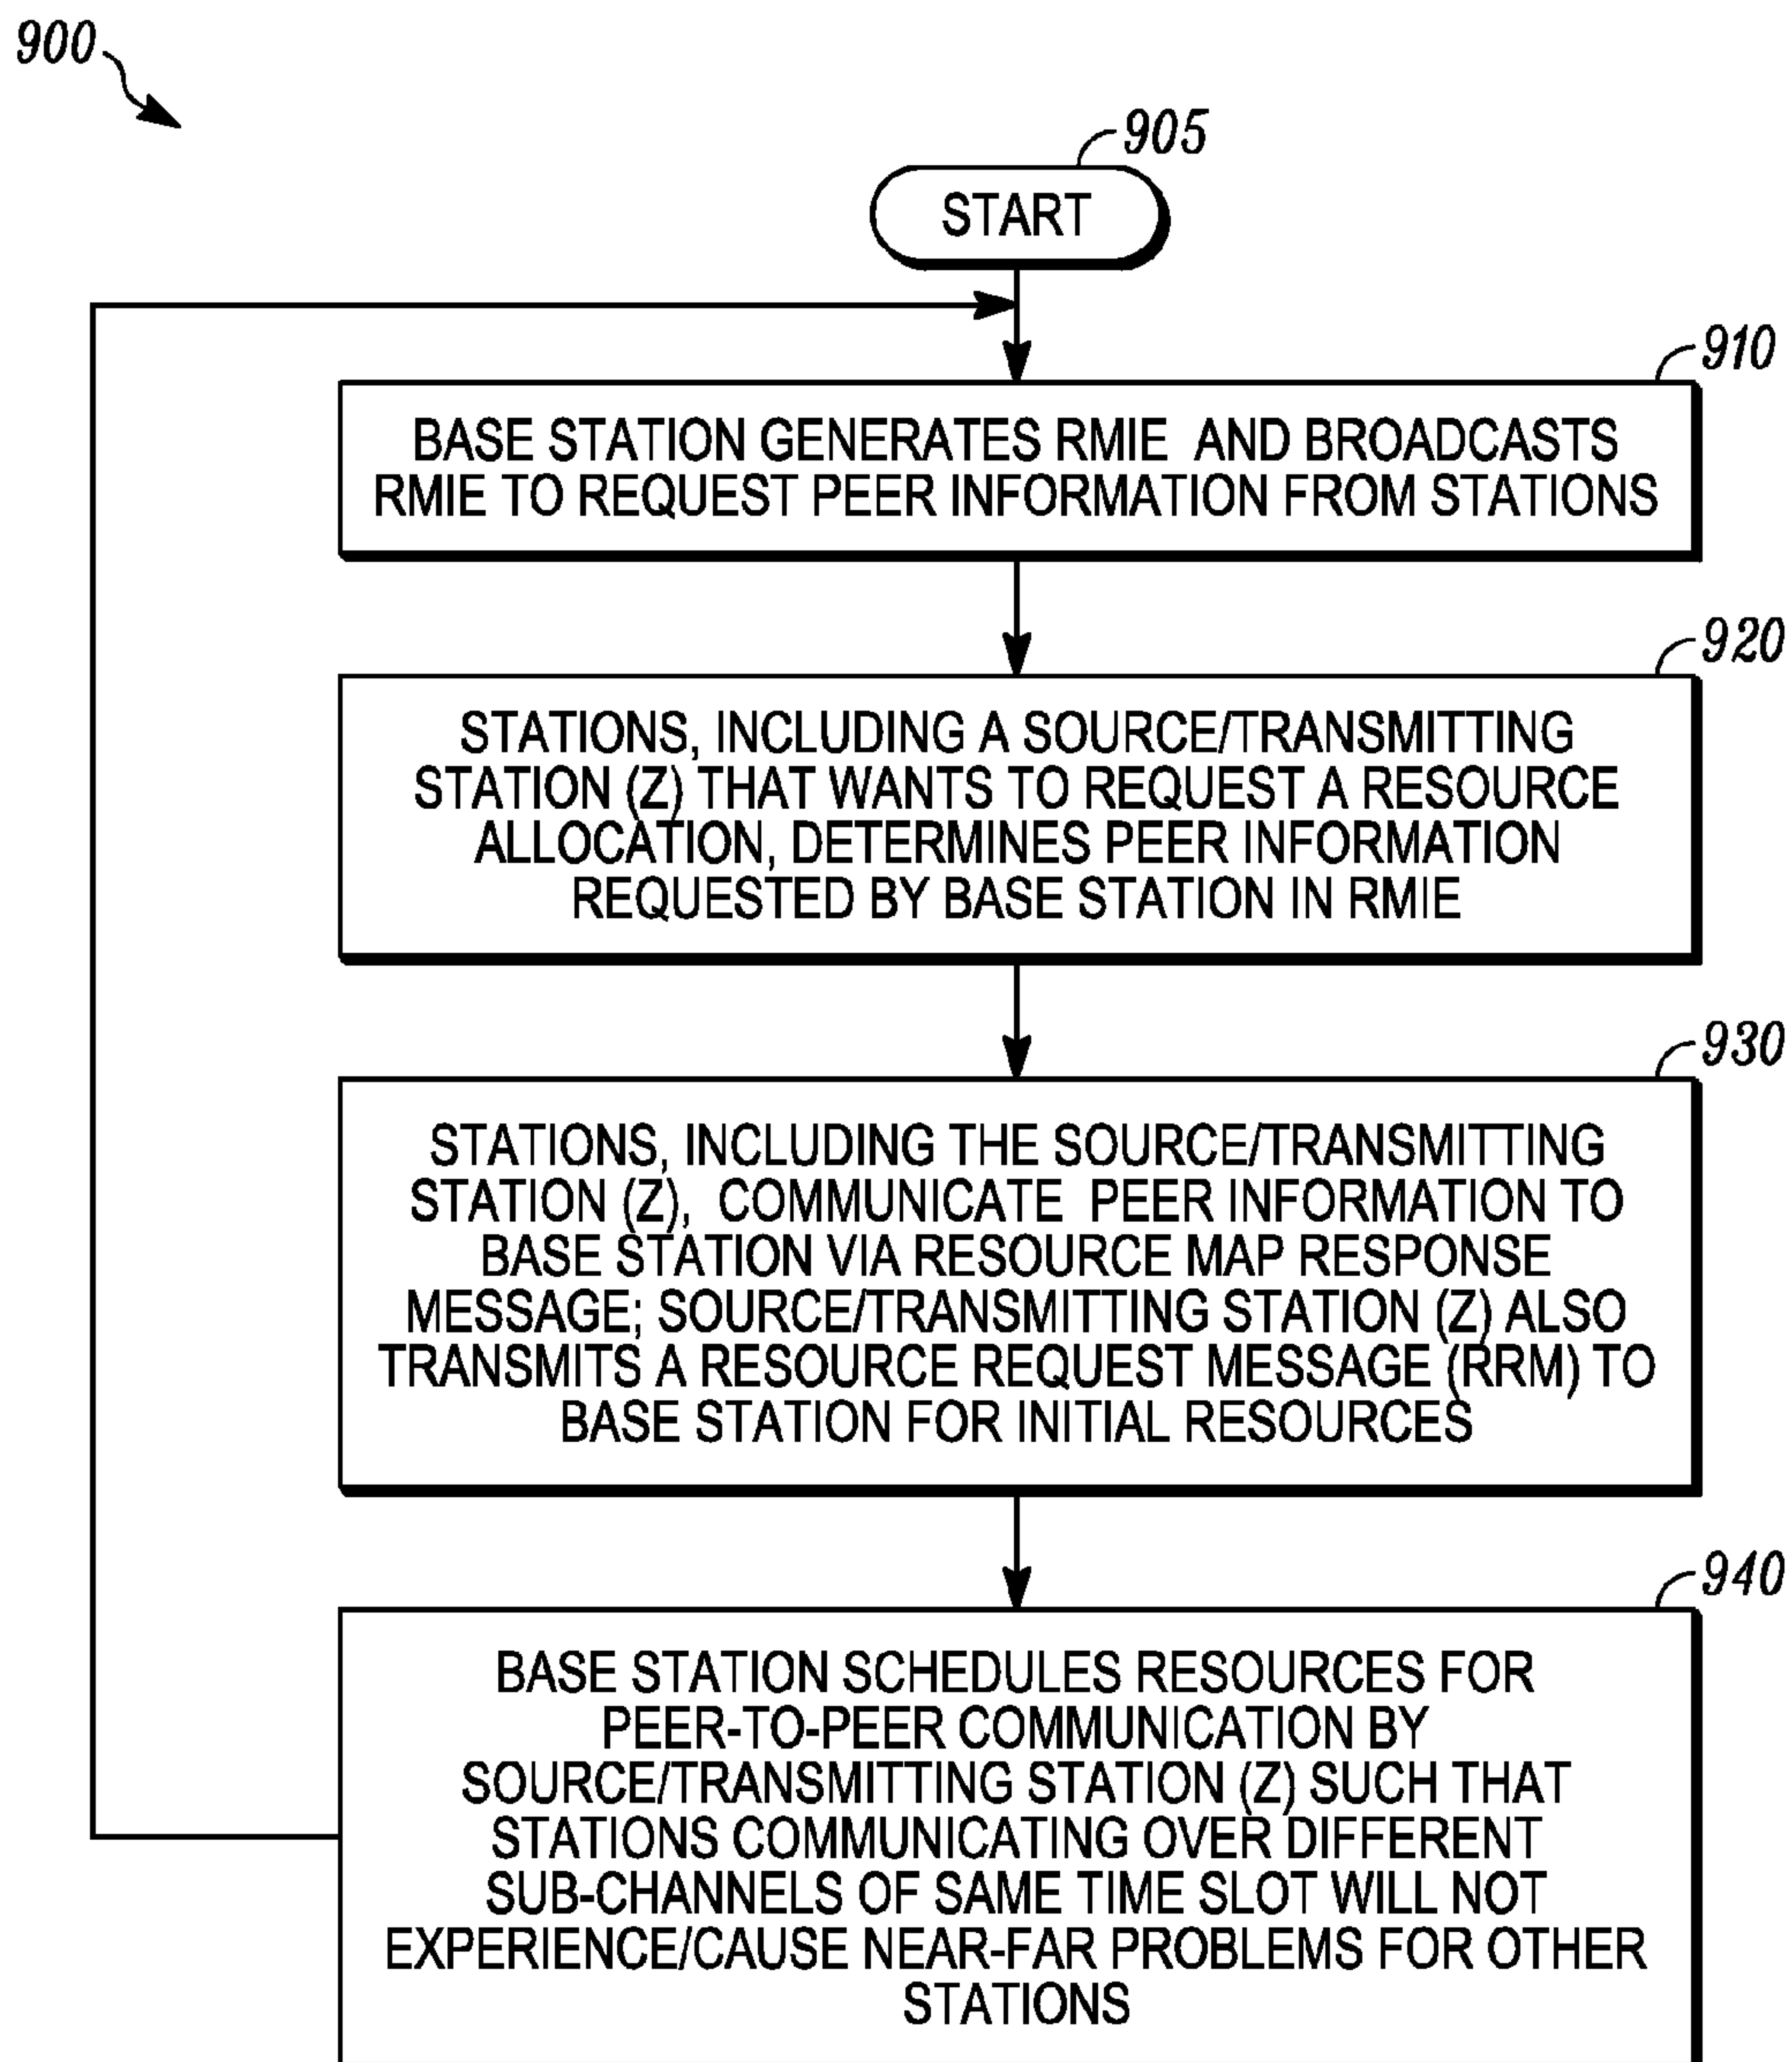 900
905
START
910
BASE STATION GENERATES RMIE AND BROADCASTS
RMIE TO REQUEST PEER INFORMATION FROM STATIONS
920
STATIONS, INCLUDING A SOURCE/TRANSMITTING
STATION (Z) THAT WANTS TO REQUEST A RESOURCE
ALLOCATION, DETERMINES PEER INFORMATION
REQUESTED BY BASE STATION IN RMIE
930
STATIONS, INCLUDING THE SOURCE/TRANSMITTING
STATION (Z), COMMUNICATE PEER INFORMATION TO
BASE STATION VIA RESOURCE MAP RESPONSE
MESSAGE; SOURCE/TRANSMITTING STATION (Z) ALSO
TRANSMITS A RESOURCE REQUEST MESSAGE (RRM) TO
BASE STATION FOR INITIAL RESOURCES
940
BASE STATION SCHEDULES RESOURCES FOR
PEER-TO-PEER COMMUNICATION BY
SOURCE/TRANSMITTING STATION (Z) SUCH THAT
STATIONS COMMUNICATING OVER DIFFERENT
SUB-CHANNELS OF SAME TIME SLOT WILL NOT
EXPERIENCE/CAUSE NEAR-FAR PROBLEMS FOR OTHER
STATIONS